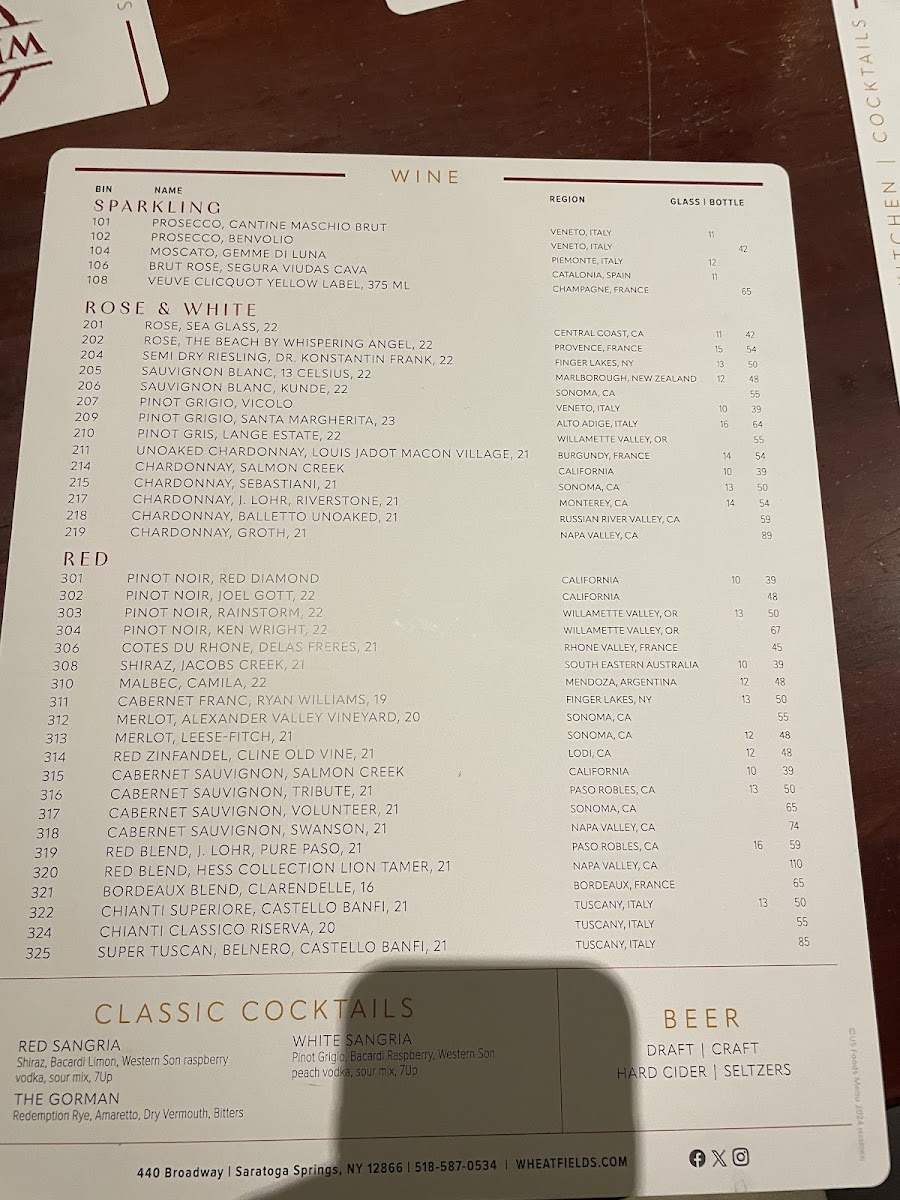 WINE
BIN NAME REGION GLASS | BOTTLE
SPARKLING
101 PROSECCO, CANTINE MASCHIO BRUT VENETO, ITALY 11
102 PROSECCO, BENVOLIO VENETO, ITALY 42
104 MOSCATO, GEMME DI LUNA PIEMONTE, ITALY 12
106 BRUT ROSE, SEGURA VIUDAS CAVA CATALONIA, SPAIN 11
108 VEUVE CLICQUOT YELLOW LABEL, 375 ML CHAMPAGNE, FRANCE 65
ROSE & WHITE
201 ROSE, SEA GLASS, 22 CENTRAL COAST, CA 11 42
202 ROSE, THE BEACH BY WHISPERING ANGEL, 22 PROVENCE, FRANCE 15 54
204 SEMI DRY RIESLING, DR. KONSTANTIN FRANK, 22 FINGER LAKES, NY 13 50
205 SAUVIGNON BLANC, 13 CELSIUS, 22 MARLBOROUGH, NEW ZEALAND 12 48
206 SAUVIGNON BLANC, KUNDE, 22 SONOMA, CA 55
207 PINOT GRIGIO, VICOLO VENETO, ITALY 10 39
209 PINOT GRIGIO, SANTA MARGHERITA, 23 ALTO ADIGE, ITALY 16 64
210 PINOT GRIS, LANGE ESTATE, 22 WILLAMETTE VALLEY, OR 55
211 UNOAKED CHARDONNAY, LOUIS JADOT MACON VILLAGE, 21 BURGUNDY, FRANCE 14 54
214 CHARDONNAY, SALMON CREEK CALIFORNIA 10 39
215 CHARDONNAY, SEBASTIANI, 21 SONOMA, CA 13 50
217 CHARDONNAY, J. LOHR, RIVERSTONE, 21 MONTEREY, CA 14 54
218 CHARDONNAY, BALLETTO UNOAKED, 21 RUSSIAN RIVER VALLEY, CA 59
219 CHARDONNAY, GROTH, 21 NAPA VALLEY, CA 89
RED
301 PINOT NOIR, RED DIAMOND CALIFORNIA 10 39
302 PINOT NOIR, JOEL GOTT, 22 CALIFORNIA 48
303 PINOT NOIR, RAINSTORM, 22 WILLAMETTE VALLEY, OR 13 50
304 PINOT NOIR, KEN WRIGHT, 22 WILLAMETTE VALLEY, OR 67
306 COTES DU RHONE, DELAS FRERES, 21 RHONE VALLEY, FRANCE 45
308 SHIRAZ, JACOBS CREEK, 21 SOUTH EASTERN AUSTRALIA 10 39
310 MALBEC, CAMILA, 22 MENDOZA, ARGENTINA 12 48
311 CABERNET FRANC, RYAN WILLIAMS, 19 FINGER LAKES, NY 13 50
312 MERLOT, ALEXANDER VALLEY VINEYARD, 20 SONOMA, CA 55
313 MERLOT, LEESE-FITCH, 21 SONOMA, CA 12 48
314 RED ZINFANDEL, CLINE OLD VINE, 21 LODI, CA 12 48
315 CABERNET SAUVIGNON, SALMON CREEK CALIFORNIA 10 39
316 CABERNET SAUVIGNON, TRIBUTE, 21 PASO ROBLES, CA 13 50
317 CABERNET SAUVIGNON, VOLUNTEER, 21 SONOMA, CA 65
318 CABERNET SAUVIGNON, SWANSON, 21 NAPA VALLEY, CA 74
319 RED BLEND, J. LOHR, PURE PASO, 21 PASO ROBLES, CA 16 59
320 RED BLEND, HESS COLLECTION LION TAMER, 21 NAPA VALLEY, CA 110
321 BORDEAUX BLEND, CLARENDELLE, 16 BORDEAUX, FRANCE 65
322 CHIANTI SUPERIORE, CASTELLO BANFI, 21 TUSCANY, ITALY 13 50
324 CHIANTI CLASSICO RISERVA, 20 TUSCANY, ITALY 55
325 SUPER TUSCAN, BELNERO, CASTELLO BANFI, 21 TUSCANY, ITALY 85
CLASSIC COCKTAILS
RED SANGRIA
Shiraz, Bacardi Limon, Western Son raspberry
vodka, sour mix, 7Up
THE GORMAN
Redemption Rye, Amaretto, Dry Vermouth, Bitters
WHITE SANGRIA
Pinot Grigio, Bacardi Raspberry, Western Son
peach vodka, sour mix, 7Up
BEER
DRAFT | CRAFT
HARD CIDER | SELTZERS
440 Broadway | Saratoga Springs, NY 12866 | 518-587-0534 | WHEATFIELDS.COM
©US Foods Menu 2024
KITCHEN | COCKTAILS